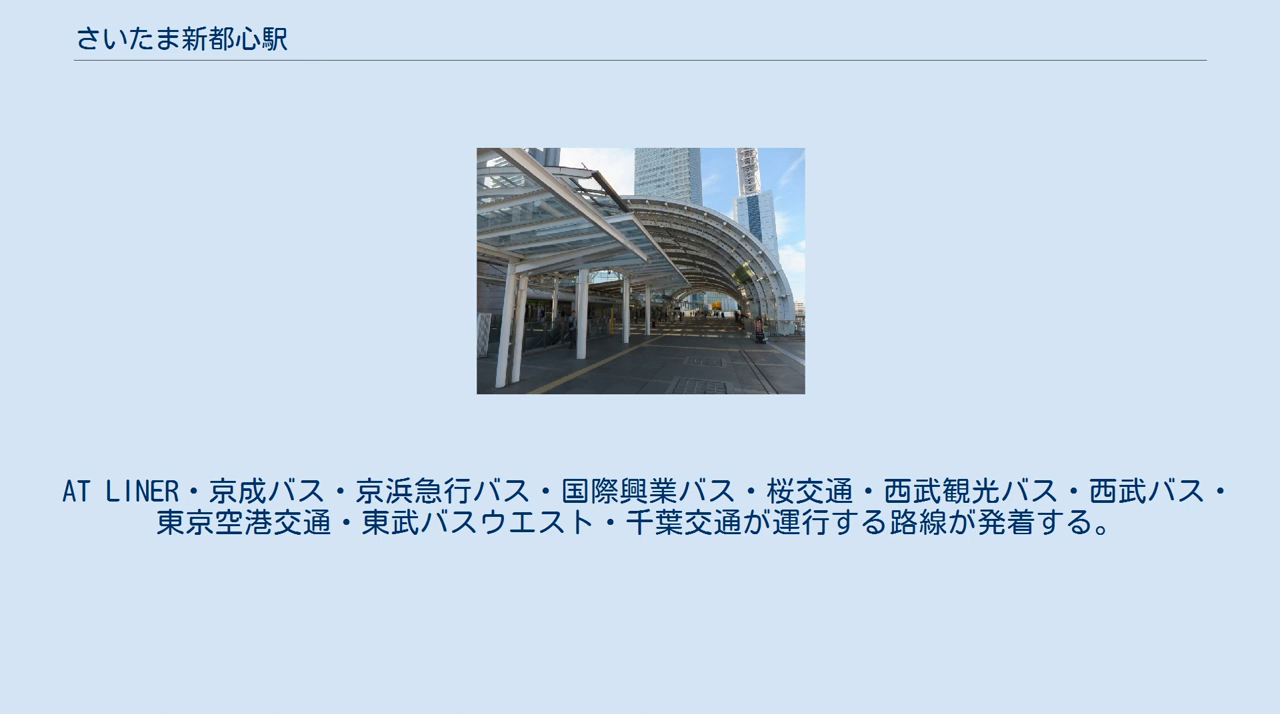 さいたま新都心駅
AT LINER・京成バス・京浜急行バス・国際興業バス・桜交通・西武観光バス・西武バス・
東京空港交通・東武バスウエスト・千葉交通が運行する路線が発着する。